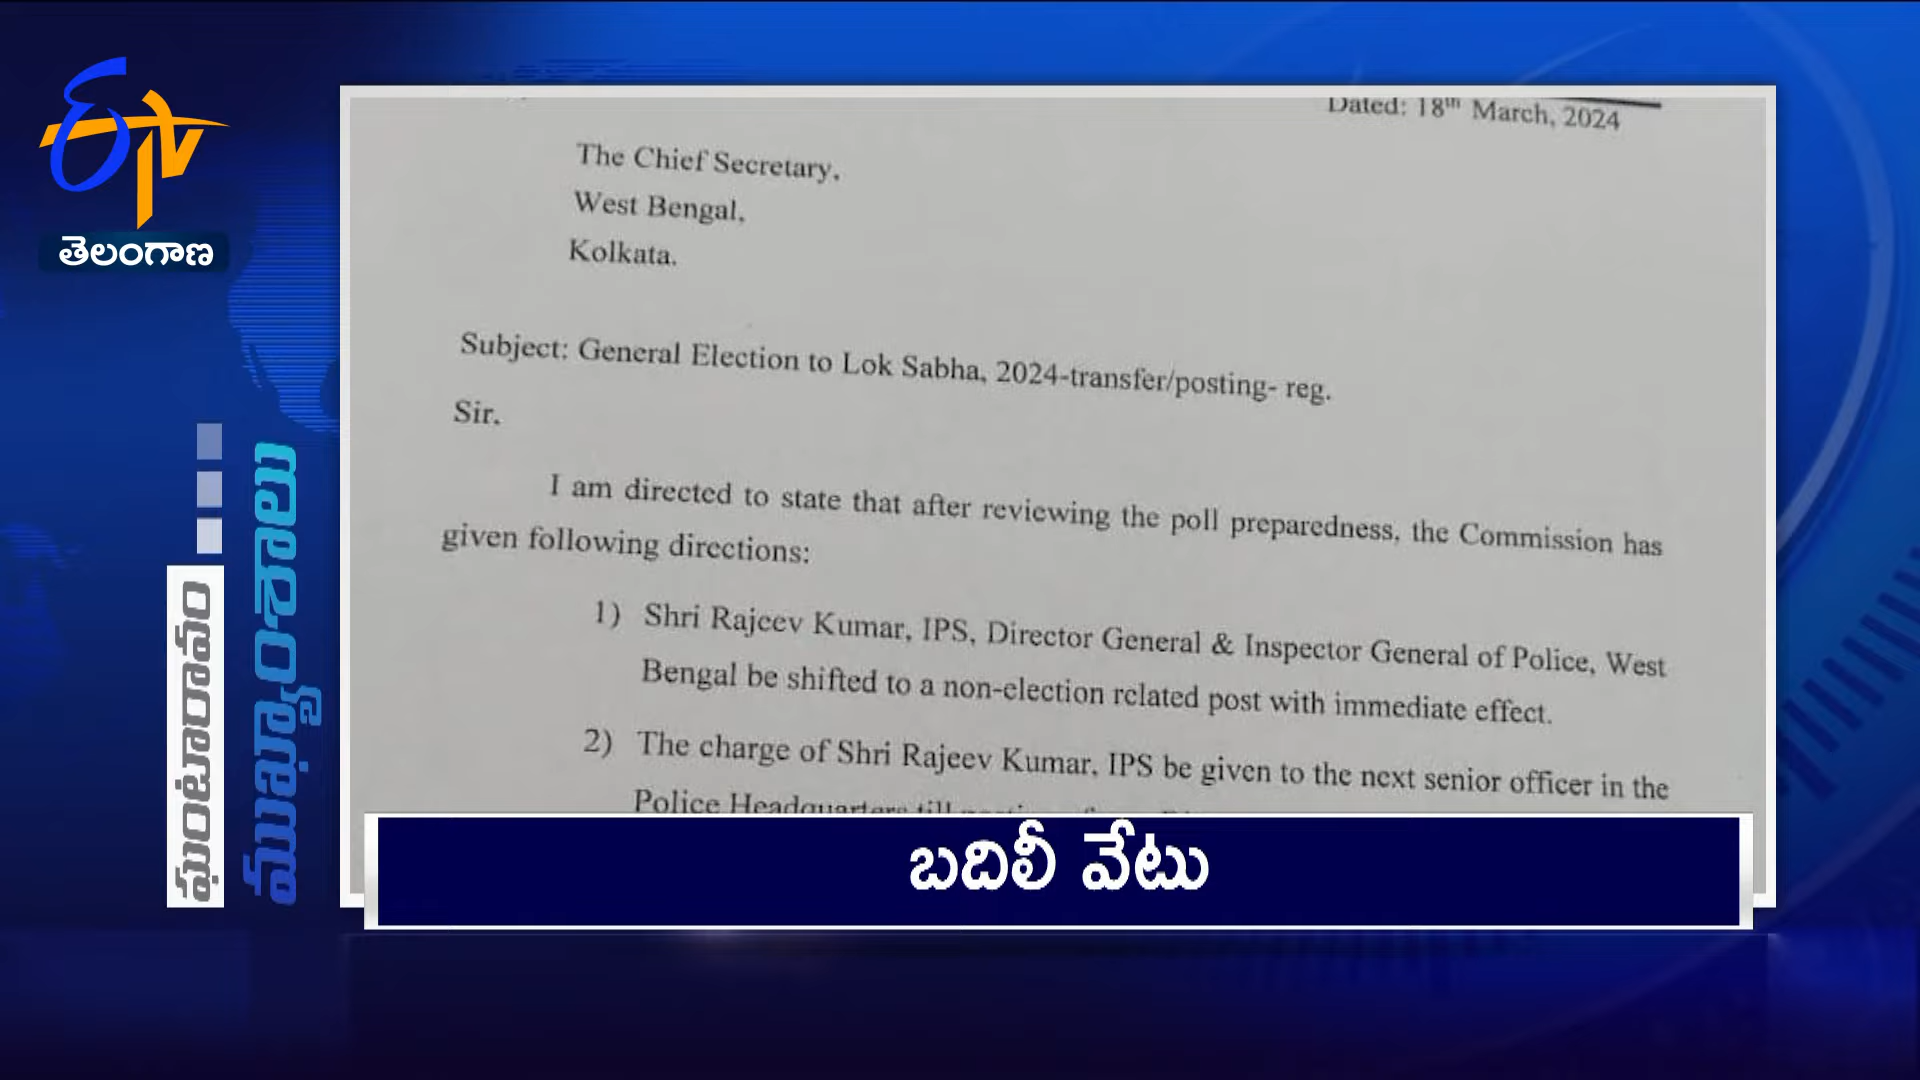 ETV
తెలంగాణ
Dated: 18th March, 2024
The Chief Secretary,
West Bengal,
Kolkata.
Subject: General Election to Lok Sabha, 2024-transfer/posting- reg.
Sir,
I am directed to state that after reviewing the poll preparedness, the Commission has
given following directions:
1) Shri Rajeev Kumar, IPS, Director General & Inspector General of Police, West
Bengal be shifted to a non-election related post with immediate effect.
2) The charge of Shri Rajeev Kumar, IPS be given to the next senior officer in the
Police Headquarters till
బదిలీ వేటు
ఘంటారావం
ముఖ్యాంశాలు